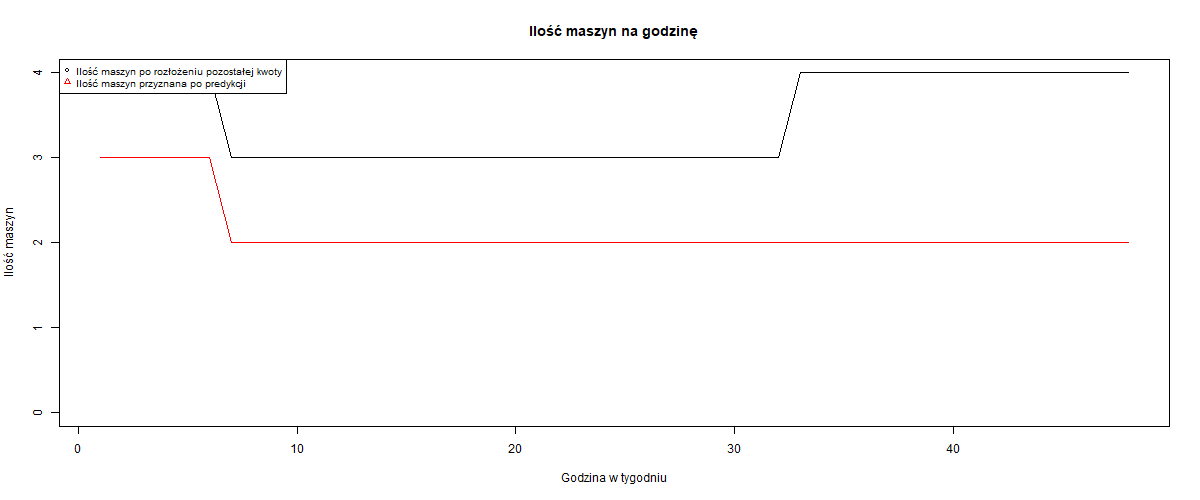 Ilość maszyn na godzinę
Ilość maszyn po rozłożeniu pozostałej kwoty
Ilość maszyn przyznana po predykcji
Ilość maszyn
4
3
2
1
0
0 10 20 30 40
Godzina w tygodniu